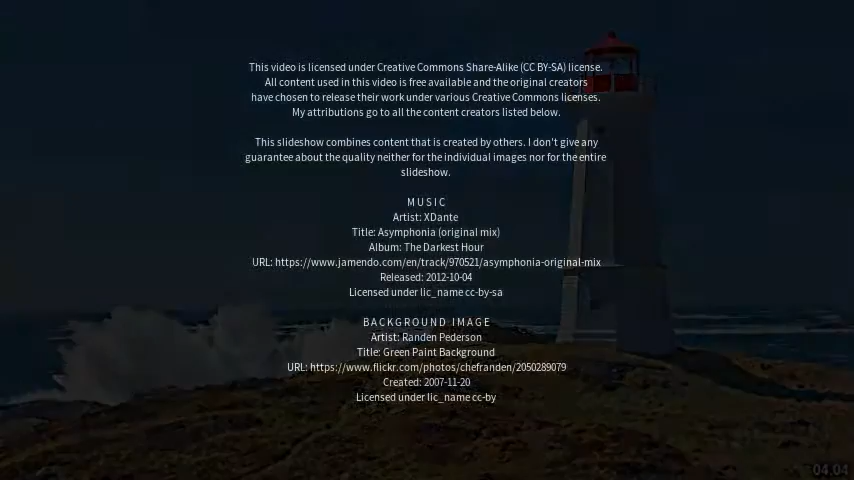 This video is licensed under Creative Commons Share-Alike (CC BY-SA) license.
All content used in this video is free available and the original creators
have chosen to release their work under various Creative Commons licenses.
My attributions go to all the content creators listed below.
This slideshow combines content that is created by others. I don't give any
guarantee about the quality neither for the individual images nor for the entire
slideshow.
MUSIC
Artist: XDante
Title: Asymphonia (original mix)
Album: The Darkest Hour
URL: https://www.jamendo.com/en/track/970521/asymphonia-original-mix
Released: 2012-10-04
Licensed under lic_name cc-by-sa
BACKGROUND IMAGE
Artist: Randen Pederson
Title: Green Paint Background
URL: https://www.flickr.com/photos/chefranden/2050289079
Created: 2007-11-20
Licensed under lic_name cc-by
04.04